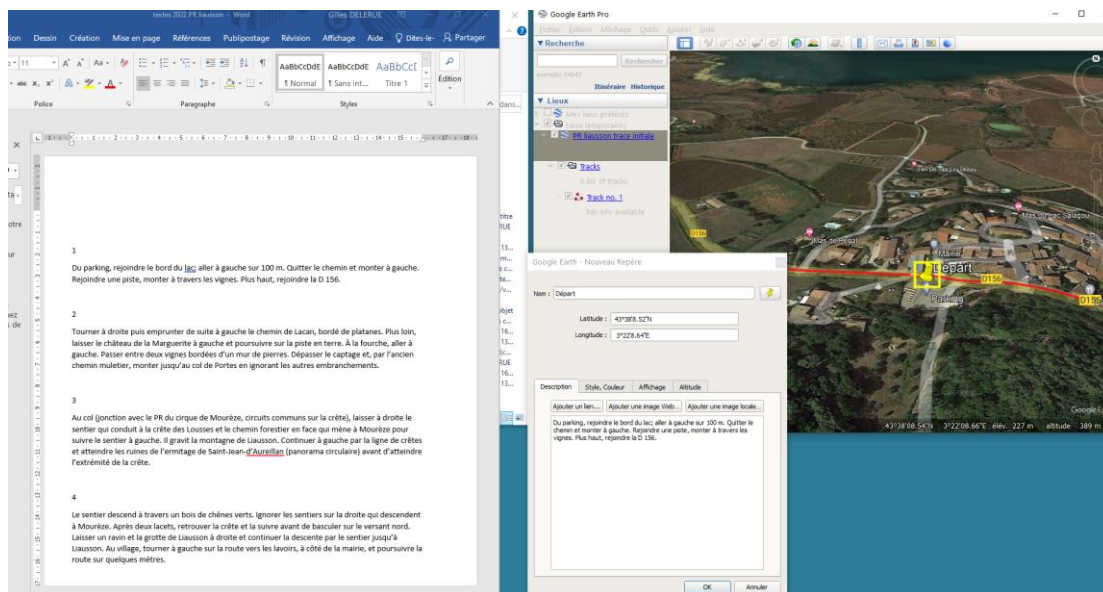 textes 2022 PR liausson - Word
Gilles DELERUE
Dessin Création Mise en page Références Publipostage Révision Affichage Aide Dites-le- Partager
11
AaBbCcDdE AaBbCcDdE AaBbCcI
¶ Normal ¶ Sans int... Titre 1
Édition
Police Paragraphe Styles
1
Du parking, rejoindre le bord du lac; aller à gauche sur 100 m. Quitter le chemin et monter à gauche.
Rejoindre une piste, monter à travers les vignes. Plus haut, rejoindre la D 156.
2
Tourner à droite puis emprunter de suite à gauche le chemin de Lacan, bordé de platanes. Plus loin,
laisser le château de la Marguerite à gauche et poursuivre sur la piste en terre. À la fourche, aller à
gauche. Passer entre deux vignes bordées d'un mur de pierres. Dépasser le captage et, par l'ancien
chemin muletier, monter jusqu'au col de Portes en ignorant les autres embranchements.
3
Au col (jonction avec le PR du cirque de Mourèze, circuits communs sur la crête), laisser à droite le
sentier qui conduit à la crête des Lousses et le chemin forestier en face qui mène à Mourèze pour
suivre le sentier à gauche. Il gravit la montagne de Liausson. Continuer à gauche par la ligne de crêtes
et atteindre les ruines de l'ermitage de Saint-Jean-d'Aureillan (panorama circulaire) avant d'atteindre
l'extrémité de la crête.
4
Le sentier descend à travers un bois de chênes verts. Ignorer les sentiers sur la droite qui descendent
à Mourèze. Après deux lacets, retrouver la crête et la suivre avant de basculer sur le versant nord.
Laisser un ravin et la grotte de Liausson à droite et continuer la descente par le sentier jusqu'à
Liausson. Au village, tourner à gauche sur la route vers les lavoirs, à côté de la mairie, et poursuivre la
route sur quelques mètres.
Google Earth Pro
Fichier Édition Affichage Outils Ajouter Aide
▼ Recherche
Rechercher
exemple: 94043
Itinéraire Historique
▼ Lieux
Mes lieux préférés
Lieux temporaires
PR liausson trace initiale
Tracks
A list of tracks
Track no. 1
No info available
Google Earth - Nouveau Repère
Nom : Départ
Latitude : 43°38'8.52"N
Longitude : 3°22'8.64"E
Description Style, Couleur Affichage Altitude
Ajouter un lien... Ajouter une image Web... Ajouter une image locale...
Du parking, rejoindre le bord du lac; aller à gauche sur 100 m. Quitter le
chemin et monter à gauche. Rejoindre une piste, monter à travers les
vignes. Plus haut, rejoindre la D 156.
OK Annuler
Mas du Lac Salagou
D156
Mas de Bégat
Mairie
Départ
D156
Parking
D156
43°38'08.54"N 3°22'08.66"E élév. 227 m altitude 389 m